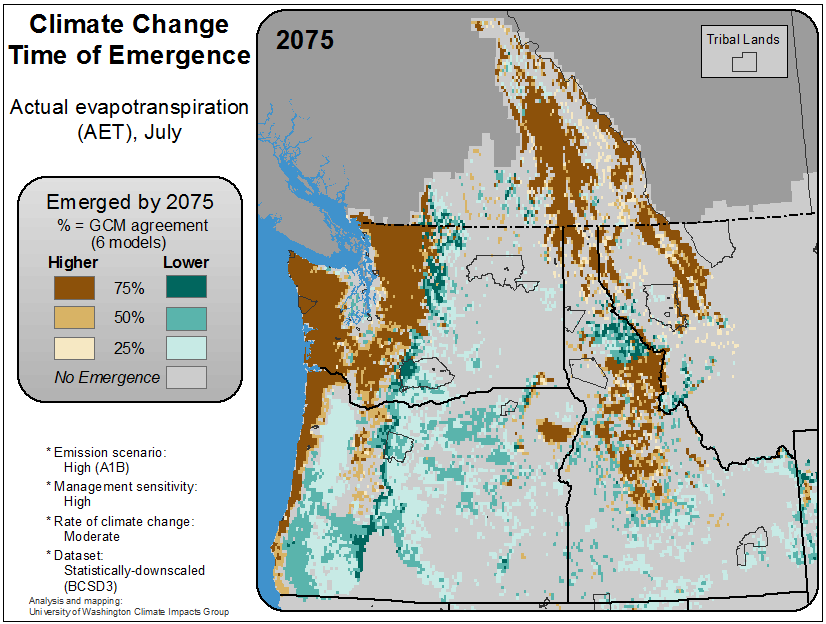 Climate Change
Time of Emergence
Actual evapotranspiration
(AET), July
Emerged by 2075
% = GCM agreement
(6 models)
Higher Lower
75%
50%
25%
No Emergence
* Emission scenario:
High (A1B)
* Management sensitivity:
High
* Rate of climate change:
Moderate
* Dataset:
Statistically-downscaled
(BCSD3)
Analysis and mapping:
University of Washington Climate Impacts Group
2075
Tribal Lands